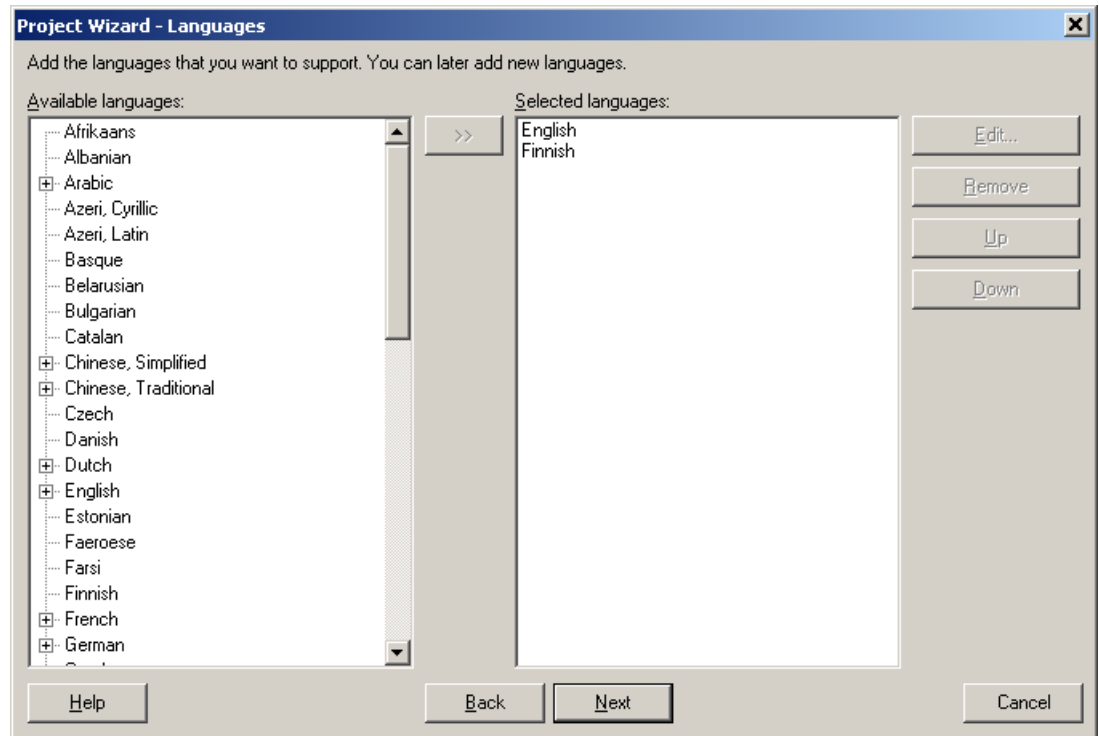 Project Wizard - Languages
Add the languages that you want to support. You can later add new languages.
Available languages:
Afrikaans
Albanian
Arabic
Azeri, Cyrillic
Azeri, Latin
Basque
Belarusian
Bulgarian
Catalan
Chinese, Simplified
Chinese, Traditional
Czech
Danish
Dutch
English
Estonian
Faeroese
Farsi
Finnish
French
German
>>
Selected languages:
English
Finnish
Edit...
Remove
Up
Down
Help
Back
Next
Cancel